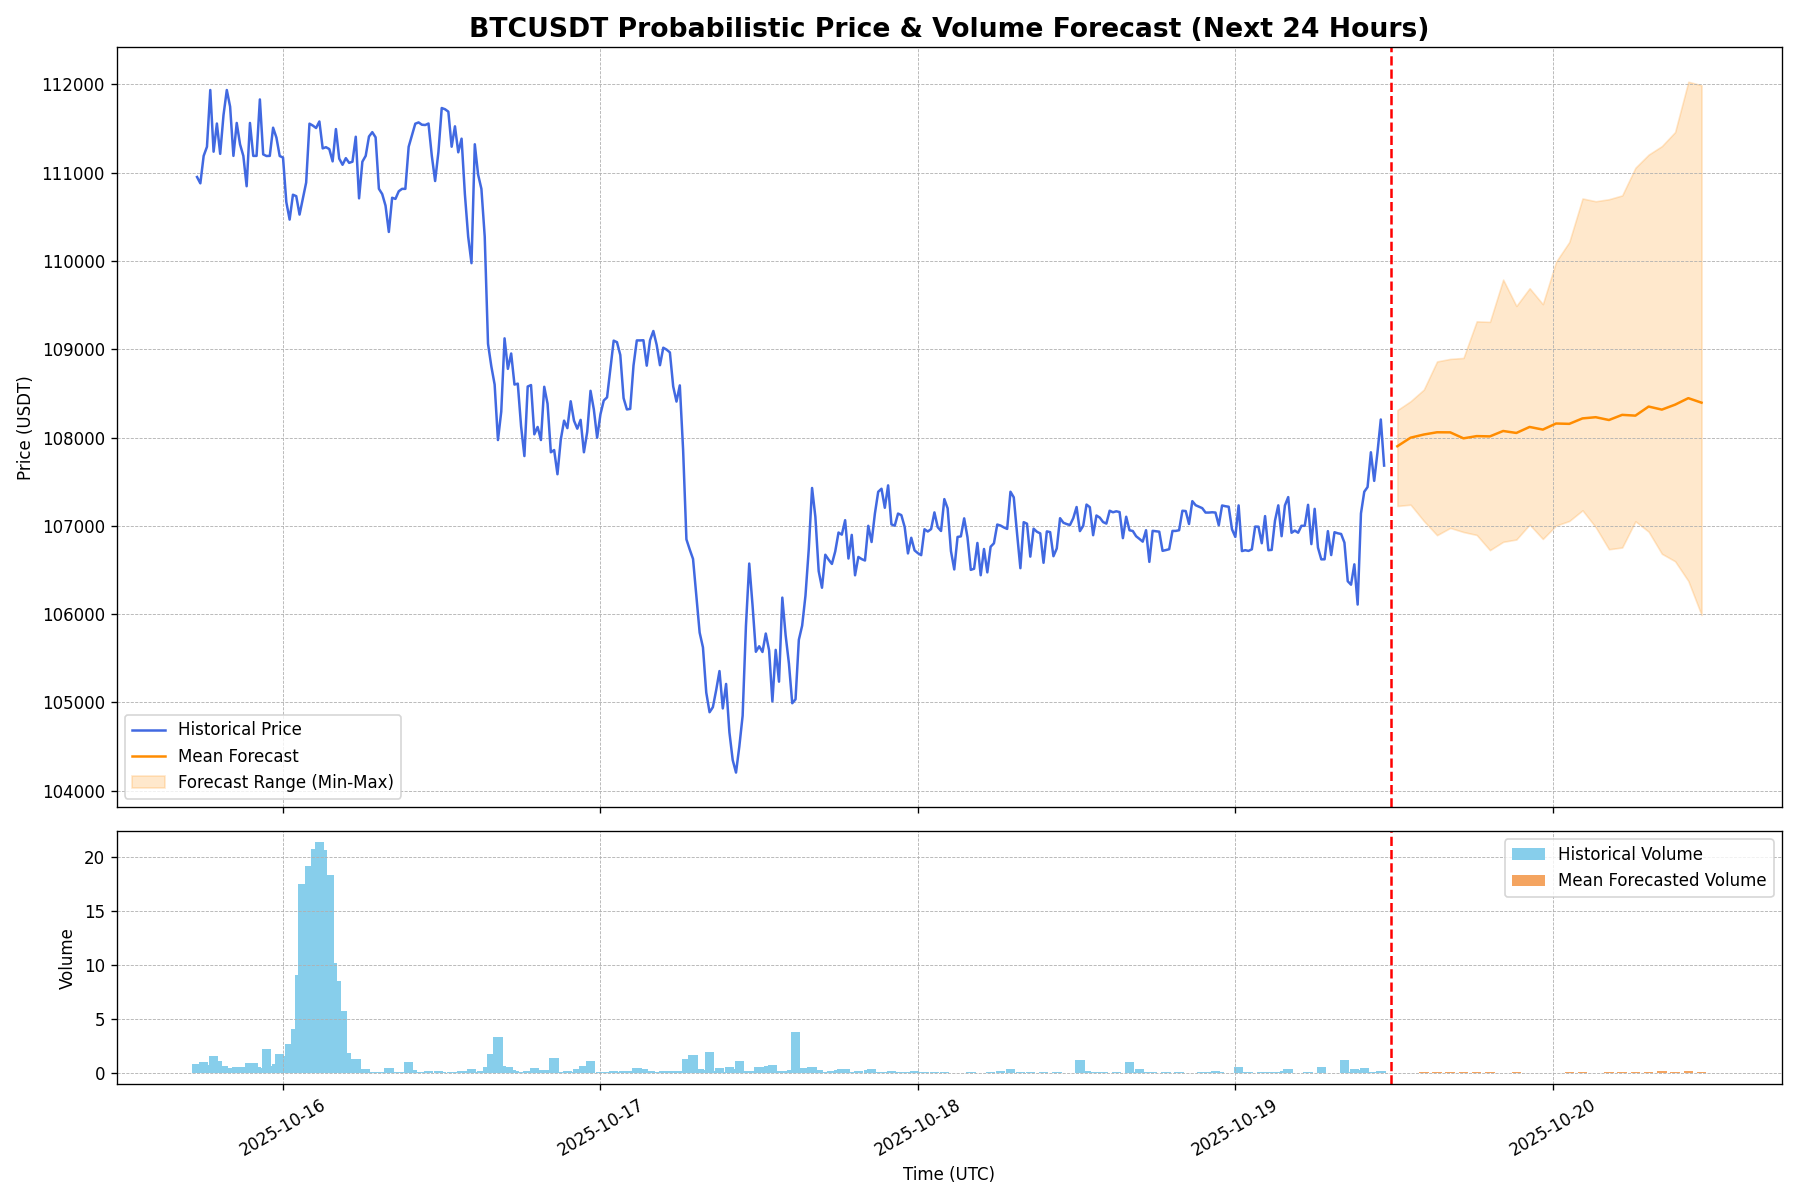 BTCUSDT Probabilistic Price & Volume Forecast (Next 24 Hours)
Price (USDT)
112000
111000
110000
109000
108000
107000
106000
105000
104000
Historical Price
Mean Forecast
Forecast Range (Min-Max)
Volume
20
15
10
5
0
Historical Volume
Mean Forecasted Volume
2025-10-16
2025-10-17
2025-10-18
2025-10-19
2025-10-20
Time (UTC)